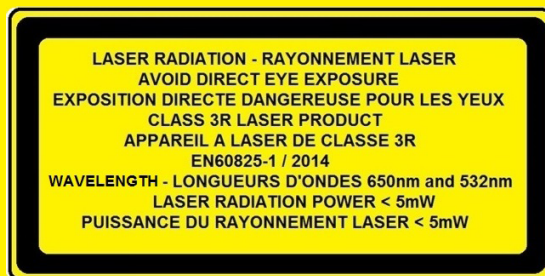 LASER RADIATION - RAYONNEMENT LASER
AVOID DIRECT EYE EXPOSURE
EXPOSITION DIRECTE DANGEREUSE POUR LES YEUX
CLASS 3R LASER PRODUCT
APPAREIL A LASER DE CLASSE 3R
EN60825-1 / 2014
WAVELENGTH - LONGUEURS D'ONDES 650nm and 532nm
LASER RADIATION POWER < 5mW
PUISSANCE DU RAYONNEMENT LASER < 5mW